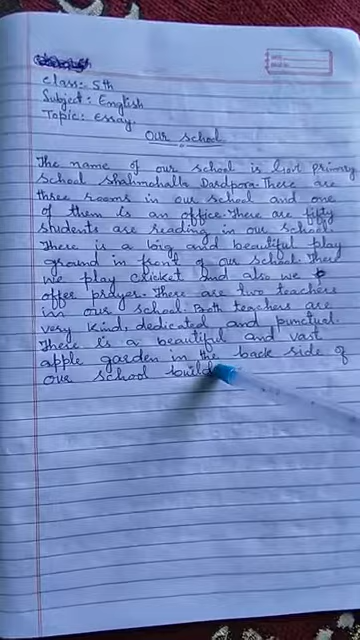 Class: 5th
Subject: English
Topic: Essay
Our School
The name of our school is Govt primary
School Shahmohalla Dardpora. There are
three rooms in our school and one
of them is an office. There are fifty
students are reading in our school.
There is a big and beautiful play
ground in front of our school. There
we play cricket and also we
offer prayer. There are two teachers
in our school. Both teachers are
very kind, dedicated and punctual.
There is a beautiful and vast
apple garden in the back side of
our school build